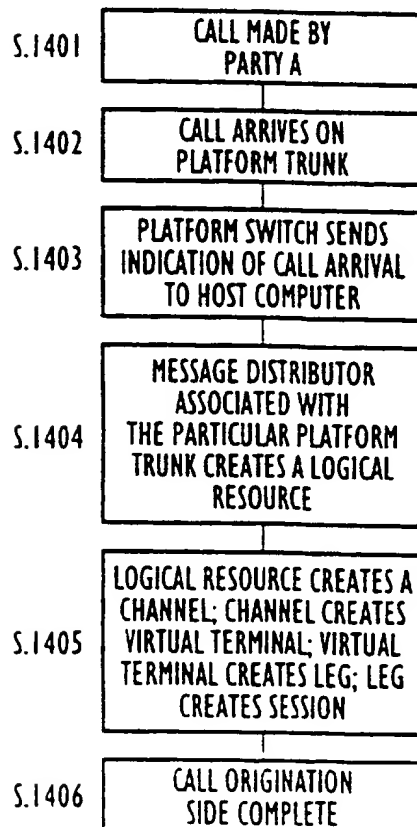 S.1401
CALL MADE BY
PARTY A
S.1402
CALL ARRIVES ON
PLATFORM TRUNK
S.1403
PLATFORM SWITCH SENDS
INDICATION OF CALL ARRIVAL
TO HOST COMPUTER
S.1404
MESSAGE DISTRIBUTOR
ASSOCIATED WITH
THE PARTICULAR PLATFORM
TRUNK CREATES A LOGICAL
RESOURCE
S.1405
LOGICAL RESOURCE CREATES A
CHANNEL; CHANNEL CREATES
VIRTUAL TERMINAL; VIRTUAL
TERMINAL CREATES LEG; LEG
CREATES SESSION
S.1406
CALL ORIGINATION
SIDE COMPLETE